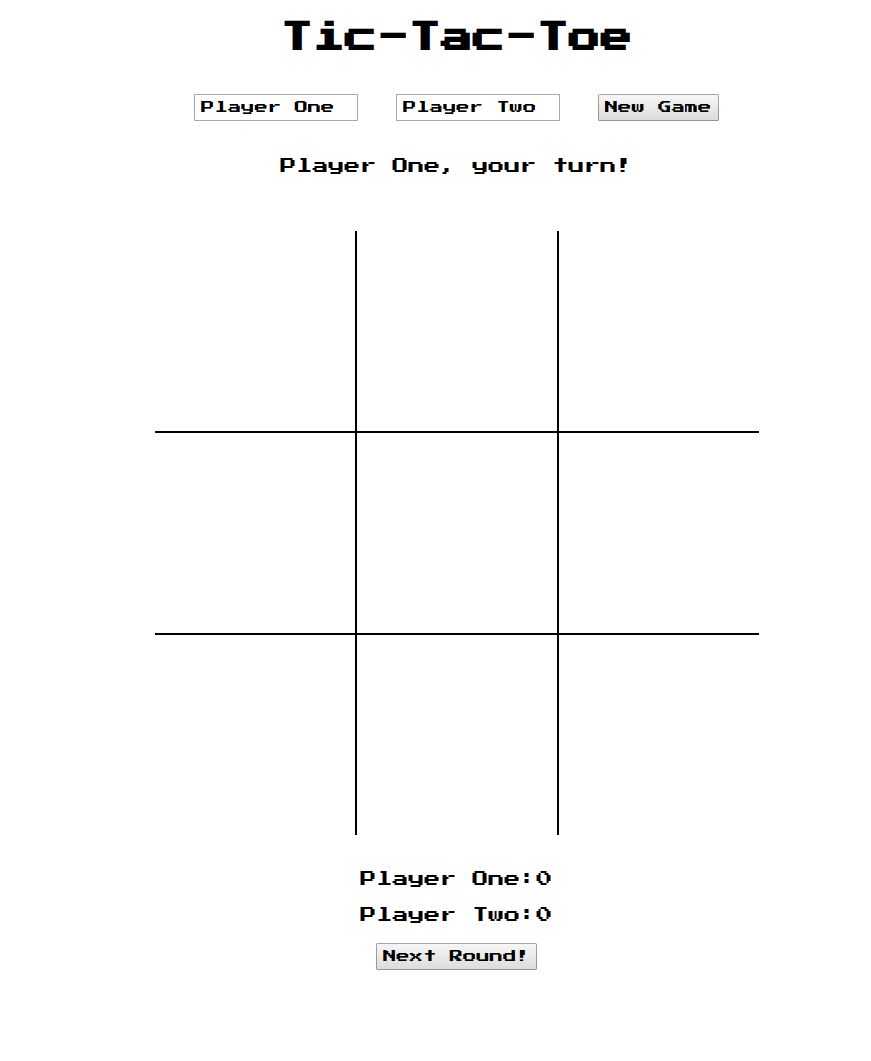 Tic-Tac-Toe
Player One Player Two New Game
Player One, your turn!
Player One:0
Player Two:0
Next Round!